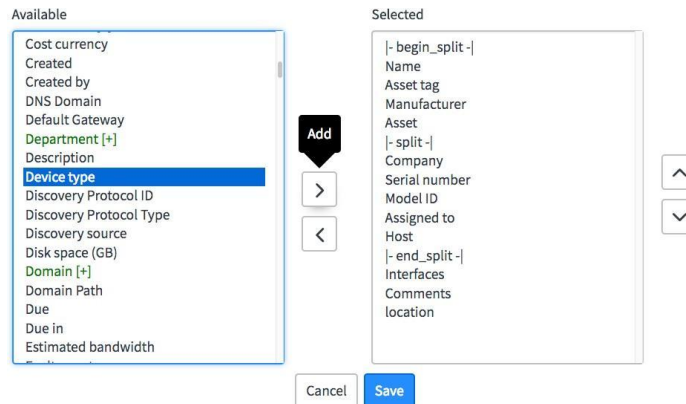 Available
Cost currency
Created
Created by
DNS Domain
Default Gateway
Department [+]
Description
Device type
Discovery Protocol ID
Discovery Protocol Type
Discovery source
Disk space (GB)
Domain [+]
Domain Path
Due
Due in
Estimated bandwidth
Add
Selected
|- begin_split -|
Name
Asset tag
Manufacturer
Asset
|- split -|
Company
Serial number
Model ID
Assigned to
Host
|- end_split -|
Interfaces
Comments
location
Cancel
Save